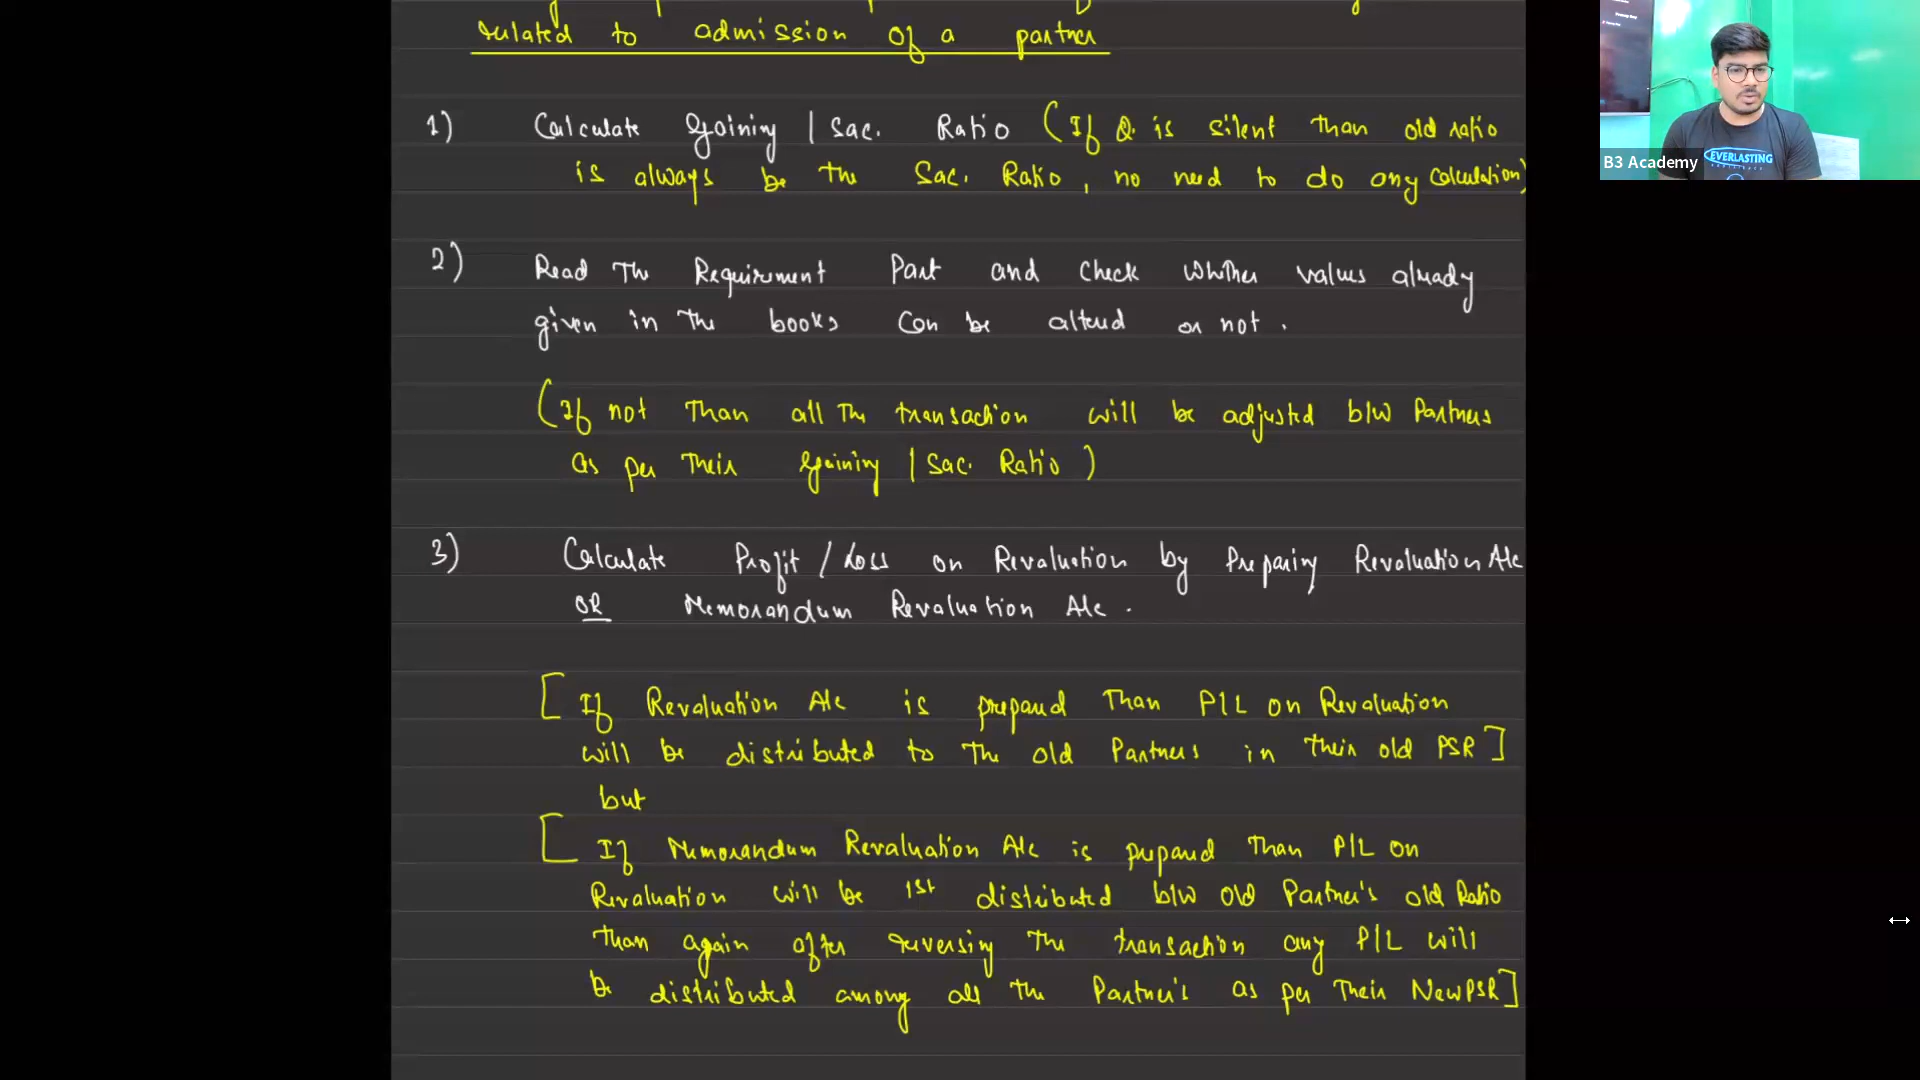 related to admission of a partner
1) Calculate Gaining / Sac. Ratio (If Q. is silent than old ratio
is always be the Sac. Ratio, no need to do any calculation)
2) Read the Requirement Part and check whether values already
given in the books can be altered or not.
(If not than all the transaction will be adjusted b/w Partners
as per their gaining / Sac. Ratio)
3) Calculate Profit / Loss on Revaluation by Preparing Revaluation A/c
OR Memorandum Revaluation A/c.
[If Revaluation A/c is prepared than P/L on Revaluation
will be distributed to the old Partners in their old PSR]
but
[If Memorandum Revaluation A/c is prepared than P/L on
Revaluation will be 1st distributed b/w old Partner's old Ratio
than again after reversing the transaction any P/L will
be distributed among all the Partner's as per their New PSR]
B3 Academy
EVERLASTING